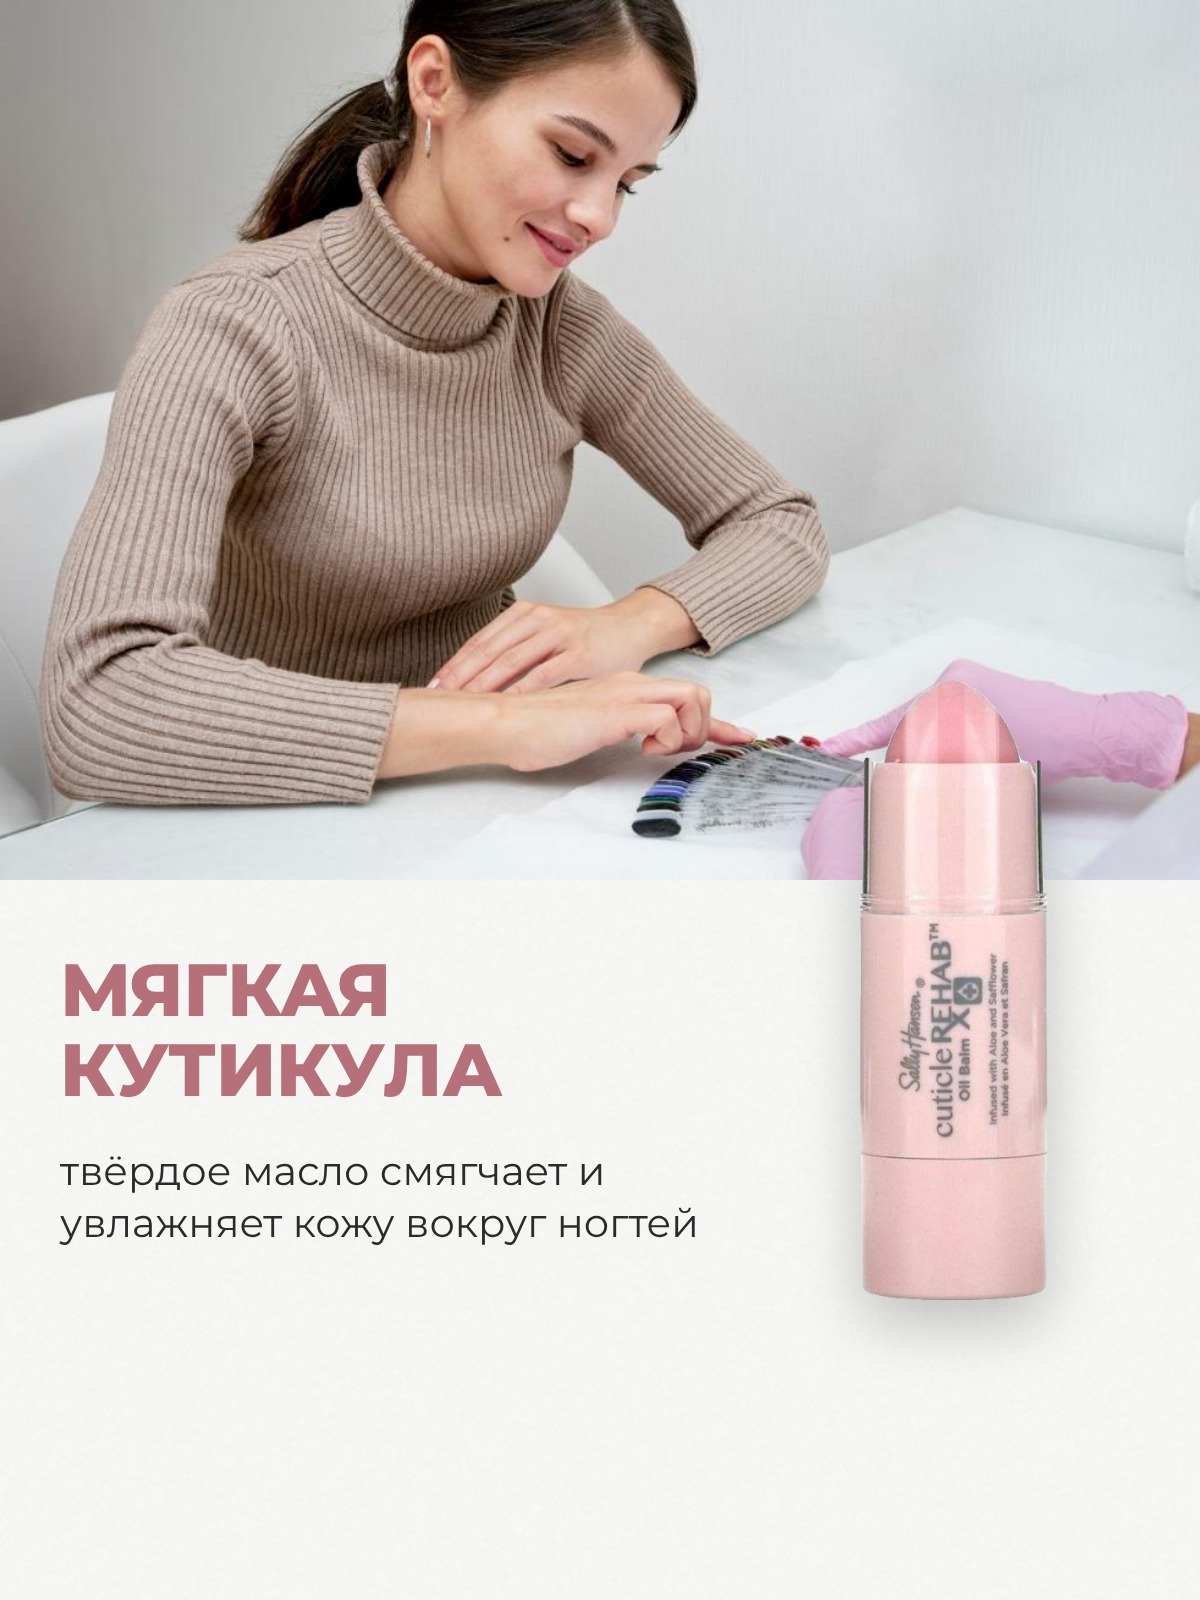 МЯГКАЯ
КУТИКУЛА
твёрдое масло смягчает и
увлажняет кожу вокруг ногтей
Sally Hansen®
cuticle REHAB™
Oil Balm
Infused with Aloe and Safflower
Infusé en Aloe Vera et Safran